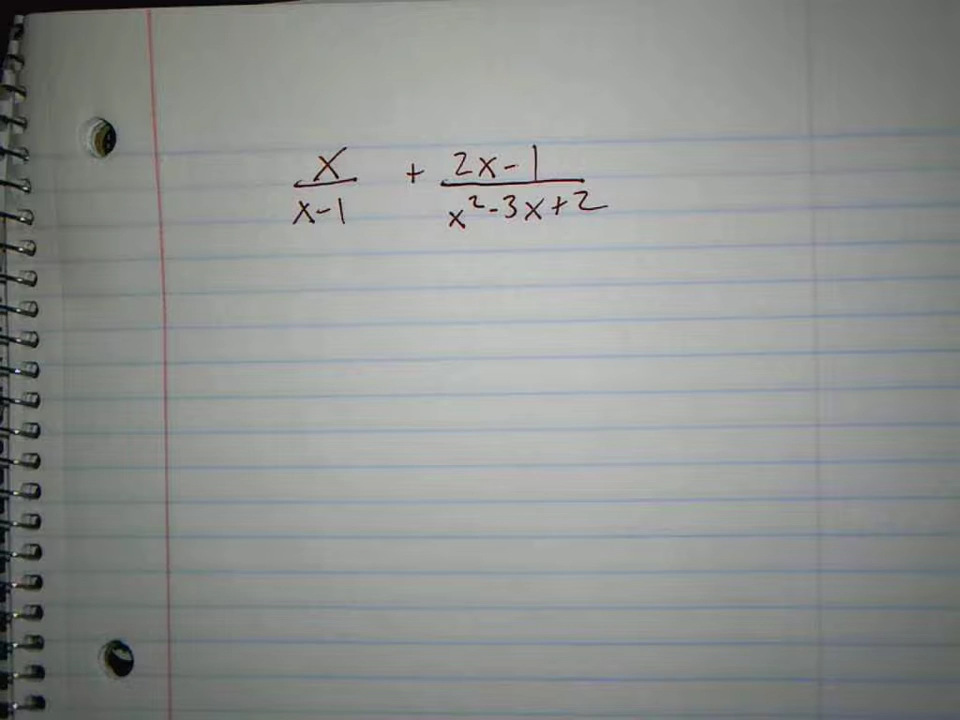 x/(x-1) + (2x-1)/(x²-3x+2)